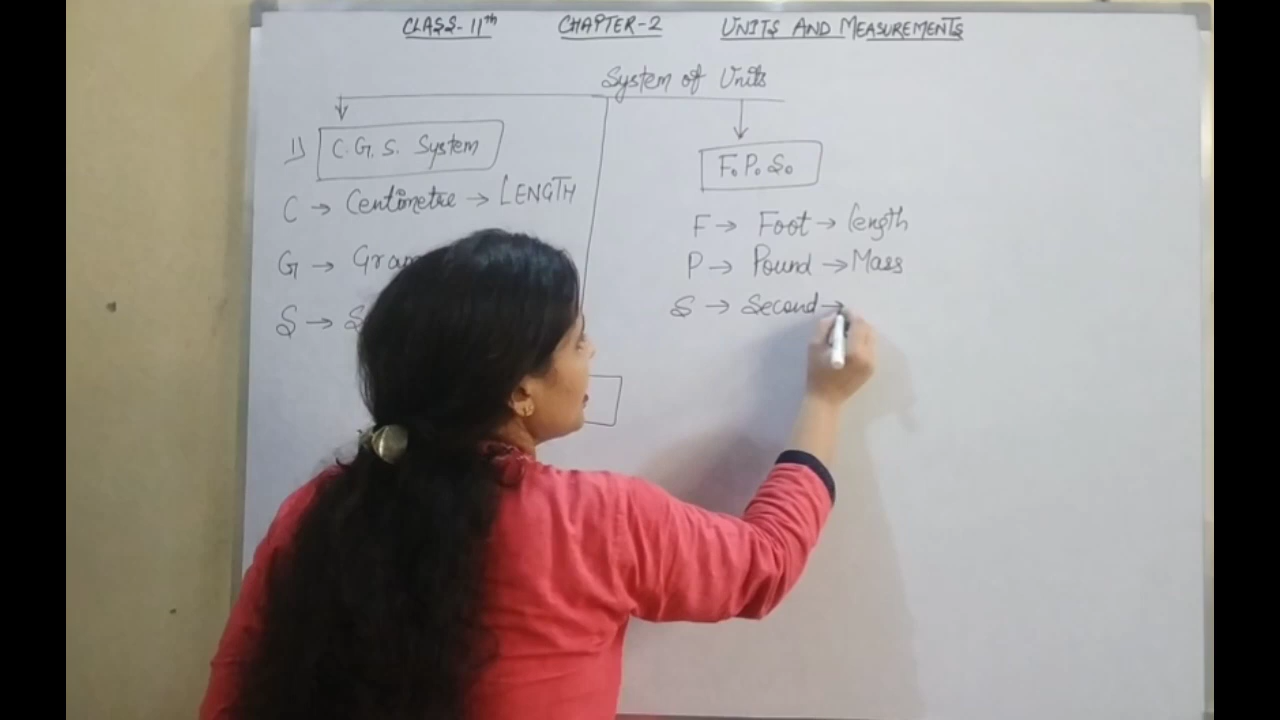 CLASS-11th CHAPTER-2 UNITS AND MEASUREMENTS
System of Units
1) C.G.S. System
C → Centimetre → LENGTH
G → Gram
S → S
F.P.S.
F → Foot → length
P → Pound → Mass
S → Second →